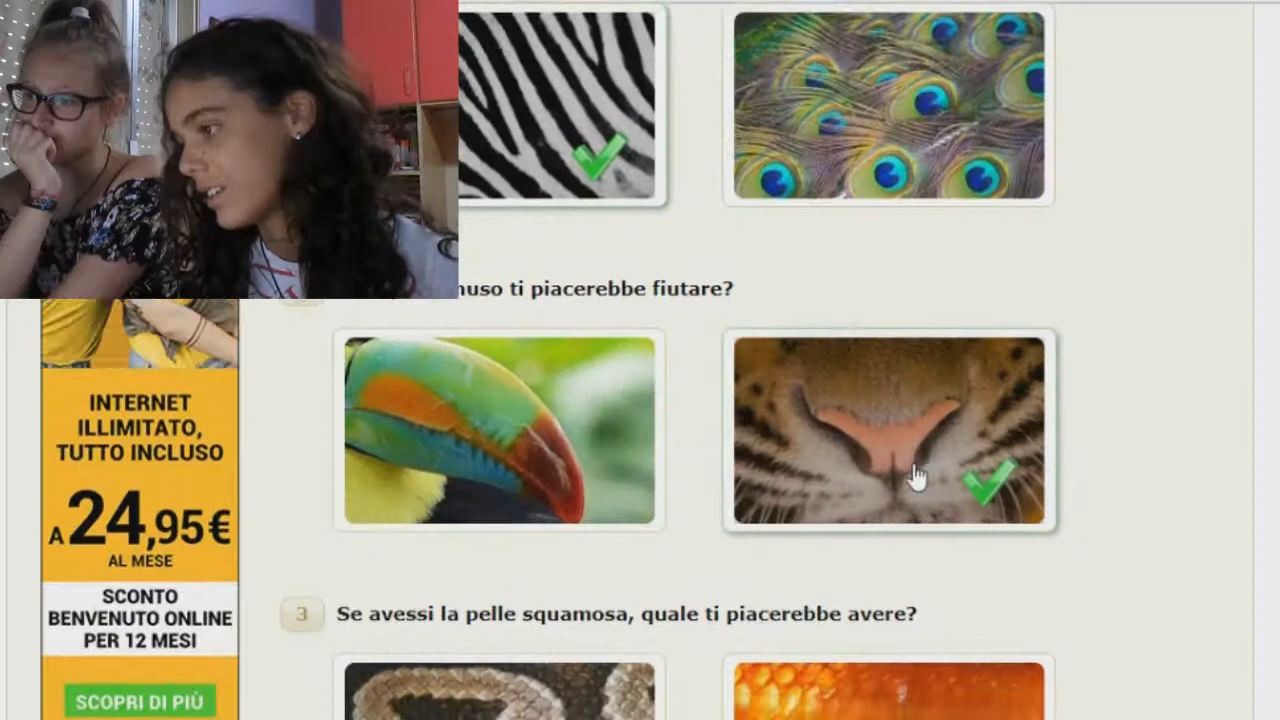 muso ti piacerebbe fiutare?
INTERNET
ILLIMITATO,
TUTTO INCLUSO
A 24,95€
AL MESE
SCONTO
BENVENUTO ONLINE
PER 12 MESI
SCOPRI DI PIÙ
3 Se avessi la pelle squamosa, quale ti piacerebbe avere?